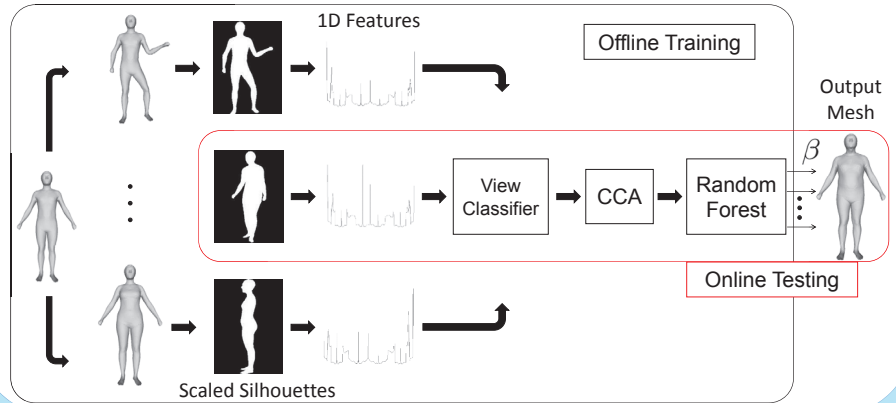 1D Features
Offline Training
Output
Mesh
β
View
Classifier
CCA
Random
Forest
Online Testing
Scaled Silhouettes